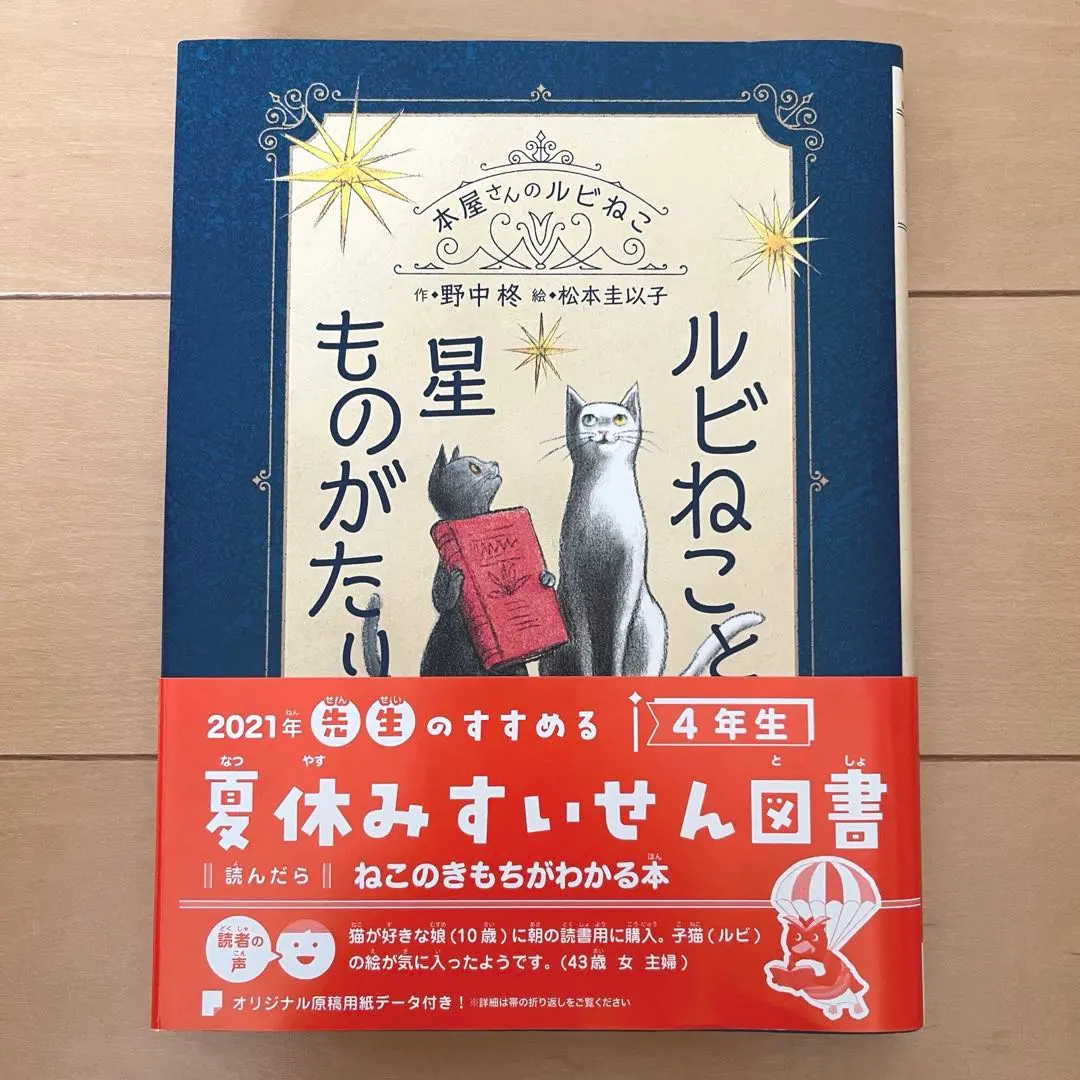 本屋さんのルビねこ
作◆野中柊 絵◆松本圭以子
ルビねこと
星
ものがたり
2021年 先生のすすめる 4年生
夏休みすいせん図書
読んだら ねこのきもちがわかる本
読者の声
猫が好きな娘(10歳)に朝の読書用に購入。子猫(ルビ)
の絵が気に入ったようです。(43歳 女 主婦)
オリジナル原稿用紙データ付き! ※詳細は帯の折り返しをご覧ください